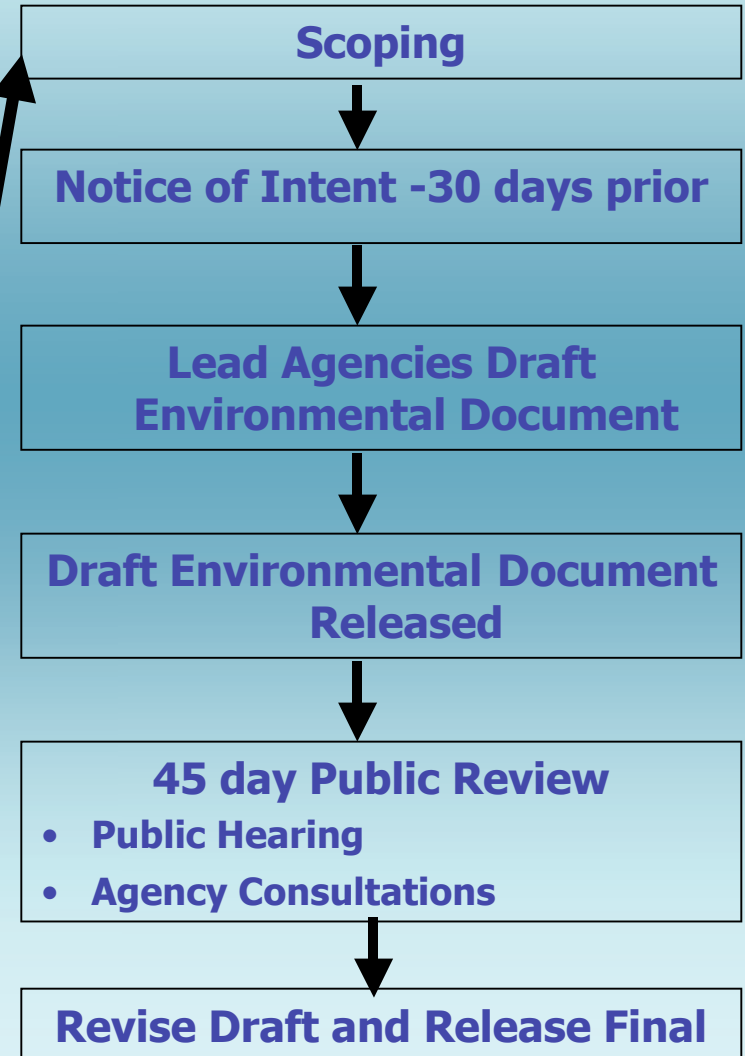 Scoping
Notice of Intent -30 days prior
Lead Agencies Draft
Environmental Document
Draft Environmental Document
Released
45 day Public Review
• Public Hearing
• Agency Consultations
Revise Draft and Release Final